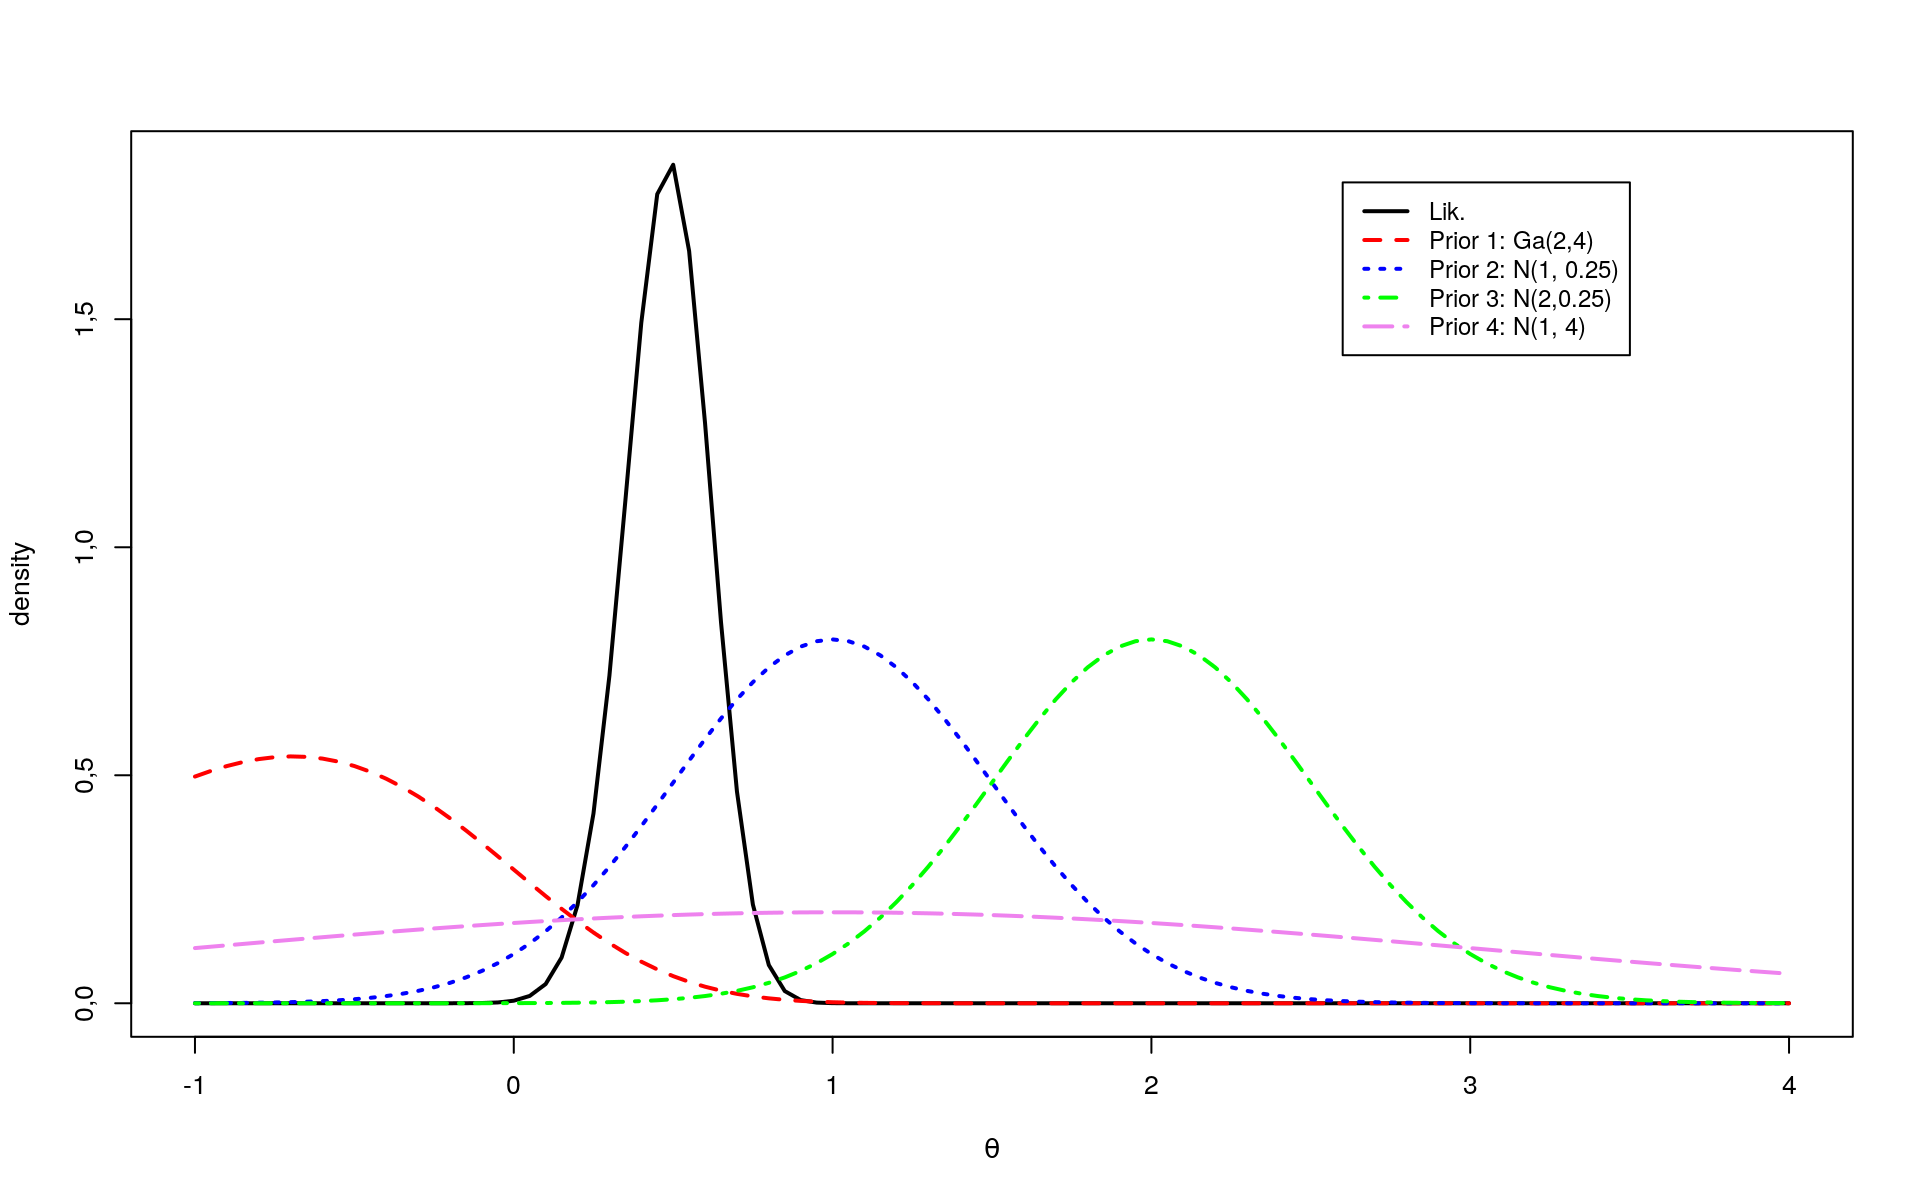 Lik.
Prior 1: Ga(2,4)
Prior 2: N(1, 0.25)
Prior 3: N(2,0.25)
Prior 4: N(1, 4)
density
1,5
1,0
0,5
0,0
-1 0 1 2 3 4
θ